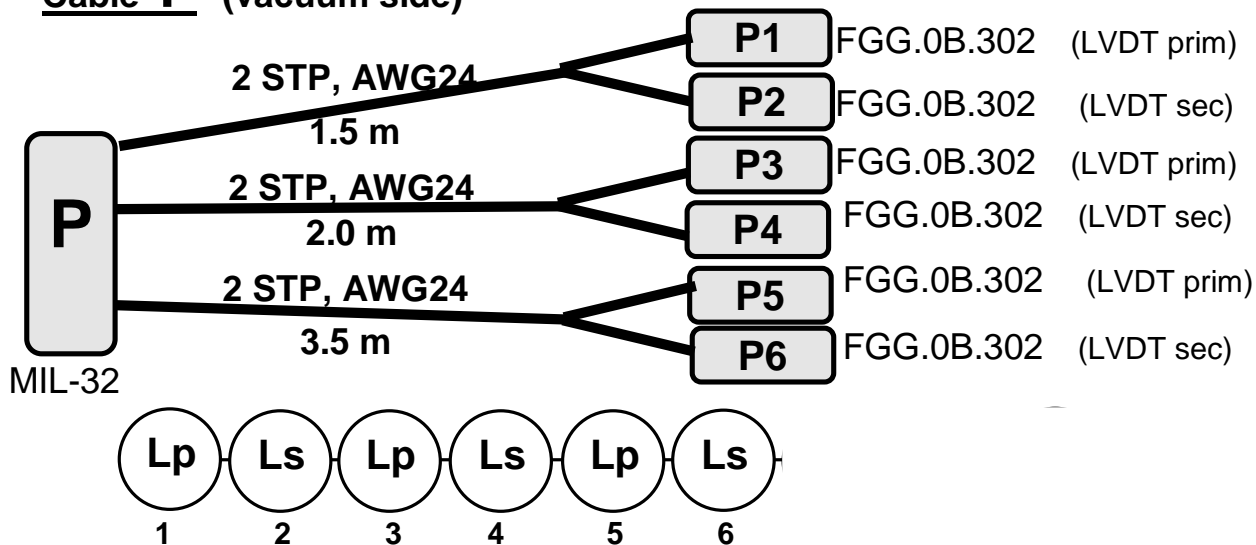 Cable P (vacuum side)
P1 FGG.0B.302 (LVDT prim)
2 STP, AWG24
P2 FGG.0B.302 (LVDT sec)
1.5 m
P3 FGG.0B.302 (LVDT prim)
2 STP, AWG24
P
P4 FGG.0B.302 (LVDT sec)
2.0 m
P5 FGG.0B.302 (LVDT prim)
2 STP, AWG24
3.5 m
P6 FGG.0B.302 (LVDT sec)
MIL-32
Lp Ls Lp Ls Lp Ls
1 2 3 4 5 6